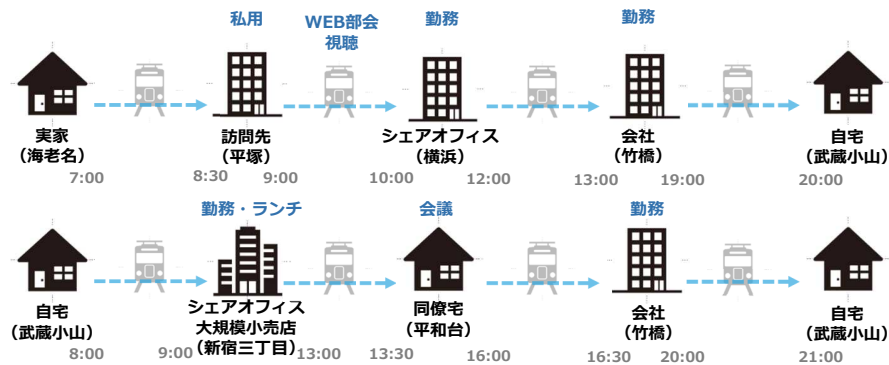 私用
WEB部会
視聴
勤務
勤務
実家
（海老名）
訪問先
（平塚）
シェアオフィス
（横浜）
会社
（竹橋）
自宅
（武蔵小山）
7:00
8:30
9:00
10:00
12:00
13:00
19:00
20:00
勤務・ランチ
会議
勤務
自宅
（武蔵小山）
シェアオフィス
大規模小売店
（新宿三丁目）
同僚宅
（平和台）
会社
（竹橋）
自宅
（武蔵小山）
8:00
9:00
13:00
13:30
16:00
16:30
20:00
21:00